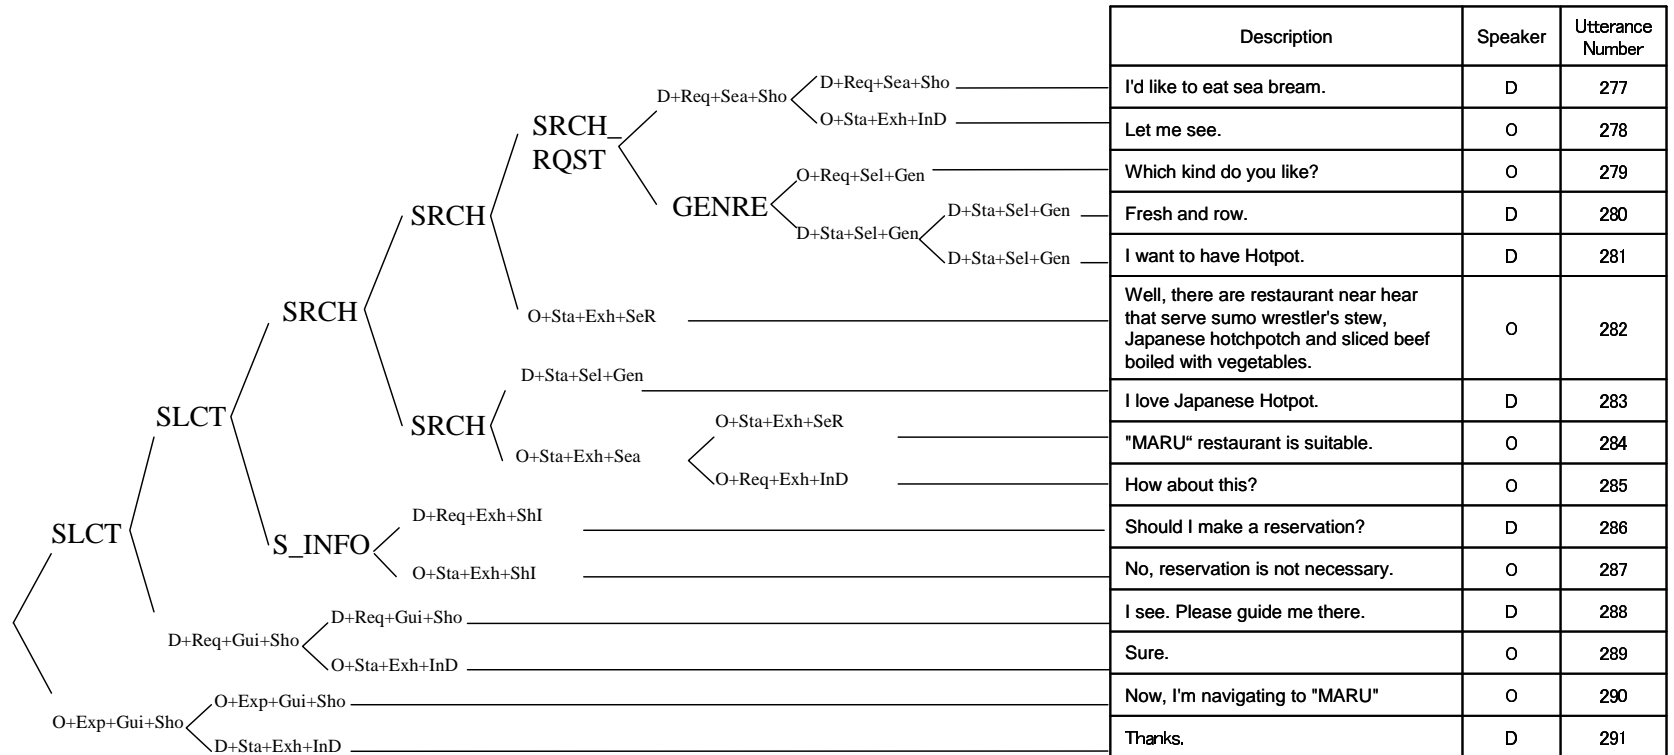 Description Speaker Utterance
Number
D+Req+Sea+Sho
D+Req+Sea+Sho
I'd like to eat sea bream. D 277
SRCH_
RQST
O+Sta+Exh+InD
Let me see. O 278
O+Req+Sel+Gen
Which kind do you like? O 279
GENRE
SRCH
D+Sta+Sel+Gen
D+Sta+Sel+Gen
Fresh and row. D 280
D+Sta+Sel+Gen
I want to have Hotpot. D 281
SRCH
O+Sta+Exh+SeR
Well, there are restaurant near hear
that serve sumo wrestler's stew,
Japanese hotchpotch and sliced beef
boiled with vegetables.
O 282
D+Sta+Sel+Gen
I love Japanese Hotpot. D 283
SLCT
SRCH
O+Sta+Exh+Sea
O+Sta+Exh+SeR
"MARU“ restaurant is suitable. O 284
O+Req+Exh+InD
How about this? O 285
SLCT
S_INFO
D+Req+Exh+ShI
Should I make a reservation? D 286
O+Sta+Exh+ShI
No, reservation is not necessary. O 287
D+Req+Gui+Sho
D+Req+Gui+Sho
I see. Please guide me there. D 288
O+Sta+Exh+InD
Sure. O 289
O+Exp+Gui+Sho
O+Exp+Gui+Sho
Now, I'm navigating to "MARU" O 290
D+Sta+Exh+InD
Thanks. D 291